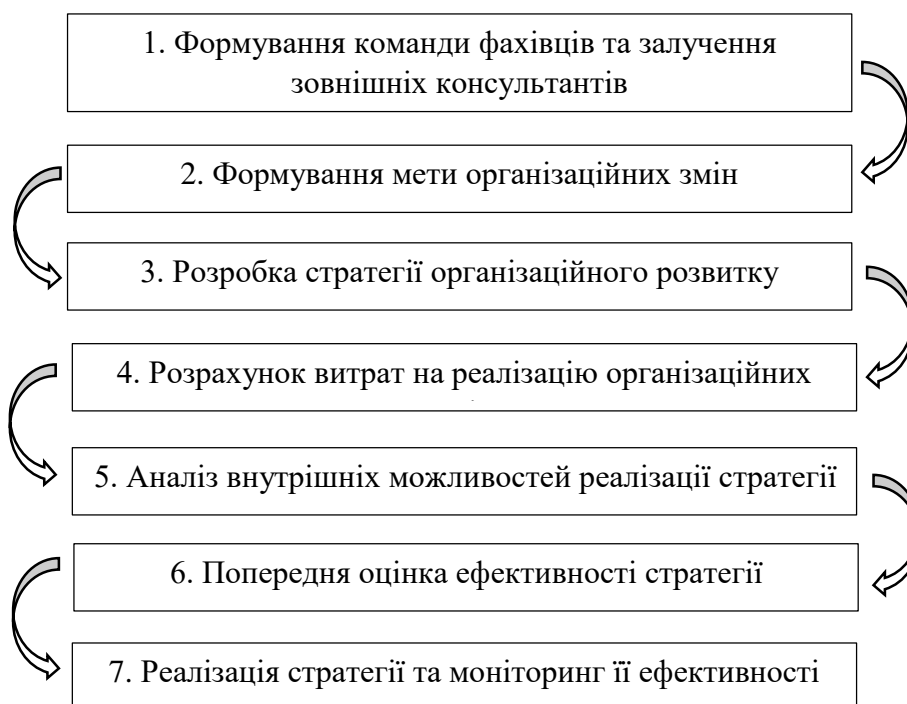 1. Формування команди фахівців та залучення
зовнішніх консультантів
2. Формування мети організаційних змін
3. Розробка стратегії організаційного розвитку
4. Розрахунок витрат на реалізацію організаційних
5. Аналіз внутрішніх можливостей реалізації стратегії
6. Попередня оцінка ефективності стратегії
7. Реалізація стратегії та моніторинг її ефективності